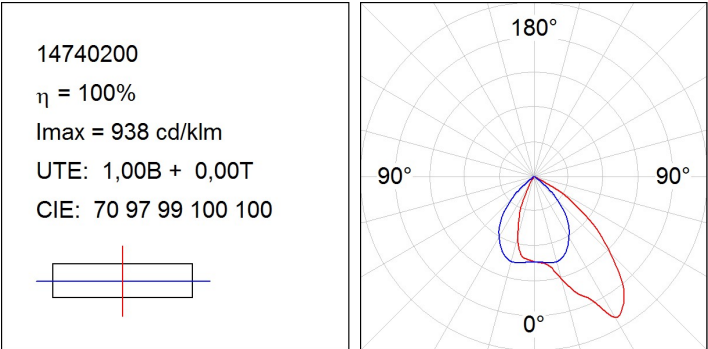 14740200
η = 100%
Imax = 938 cd/klm
UTE: 1,00B + 0,00T
CIE: 70 97 99 100 100
180°
90° 90°
0°